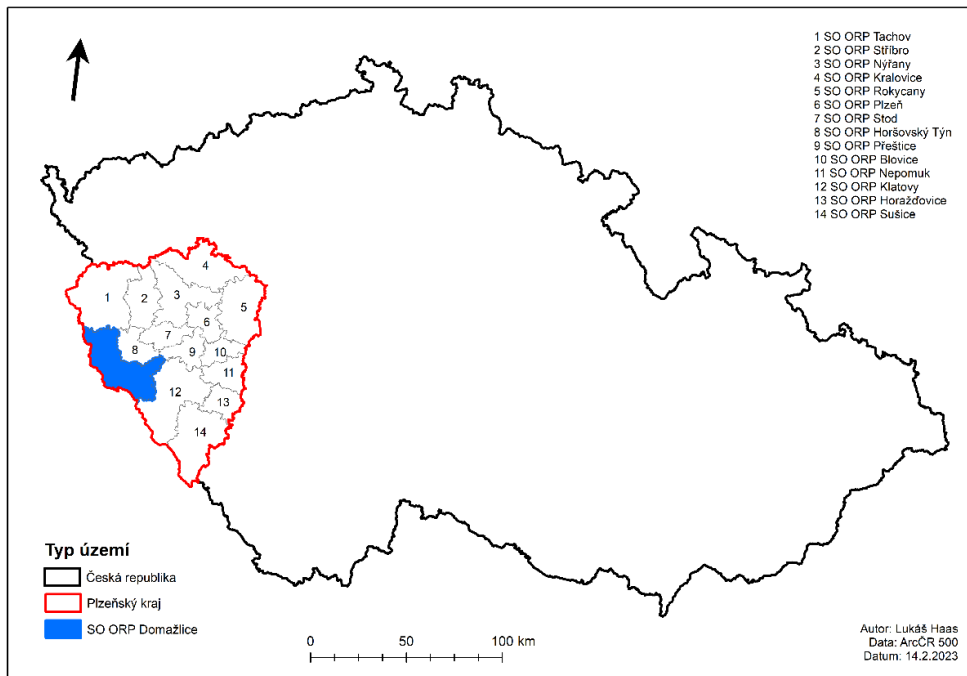 1 SO ORP Tachov
2 SO ORP Stříbro
3 SO ORP Nýřany
4 SO ORP Kralovice
5 SO ORP Rokycany
6 SO ORP Plzeň
7 SO ORP Stod
8 SO ORP Horšovský Týn
9 SO ORP Přeštice
10 SO ORP Blovice
11 SO ORP Nepomuk
12 SO ORP Klatovy
13 SO ORP Horažďovice
14 SO ORP Sušice
4
1
2
3
5
6
7
8
9
10
11
12
13
14
Typ území
Česká republika
Plzeňský kraj
SO ORP Domažlice
0 50 100 km
Autor: Lukáš Haas
Data: ArcČR 500
Datum: 14.2.2023